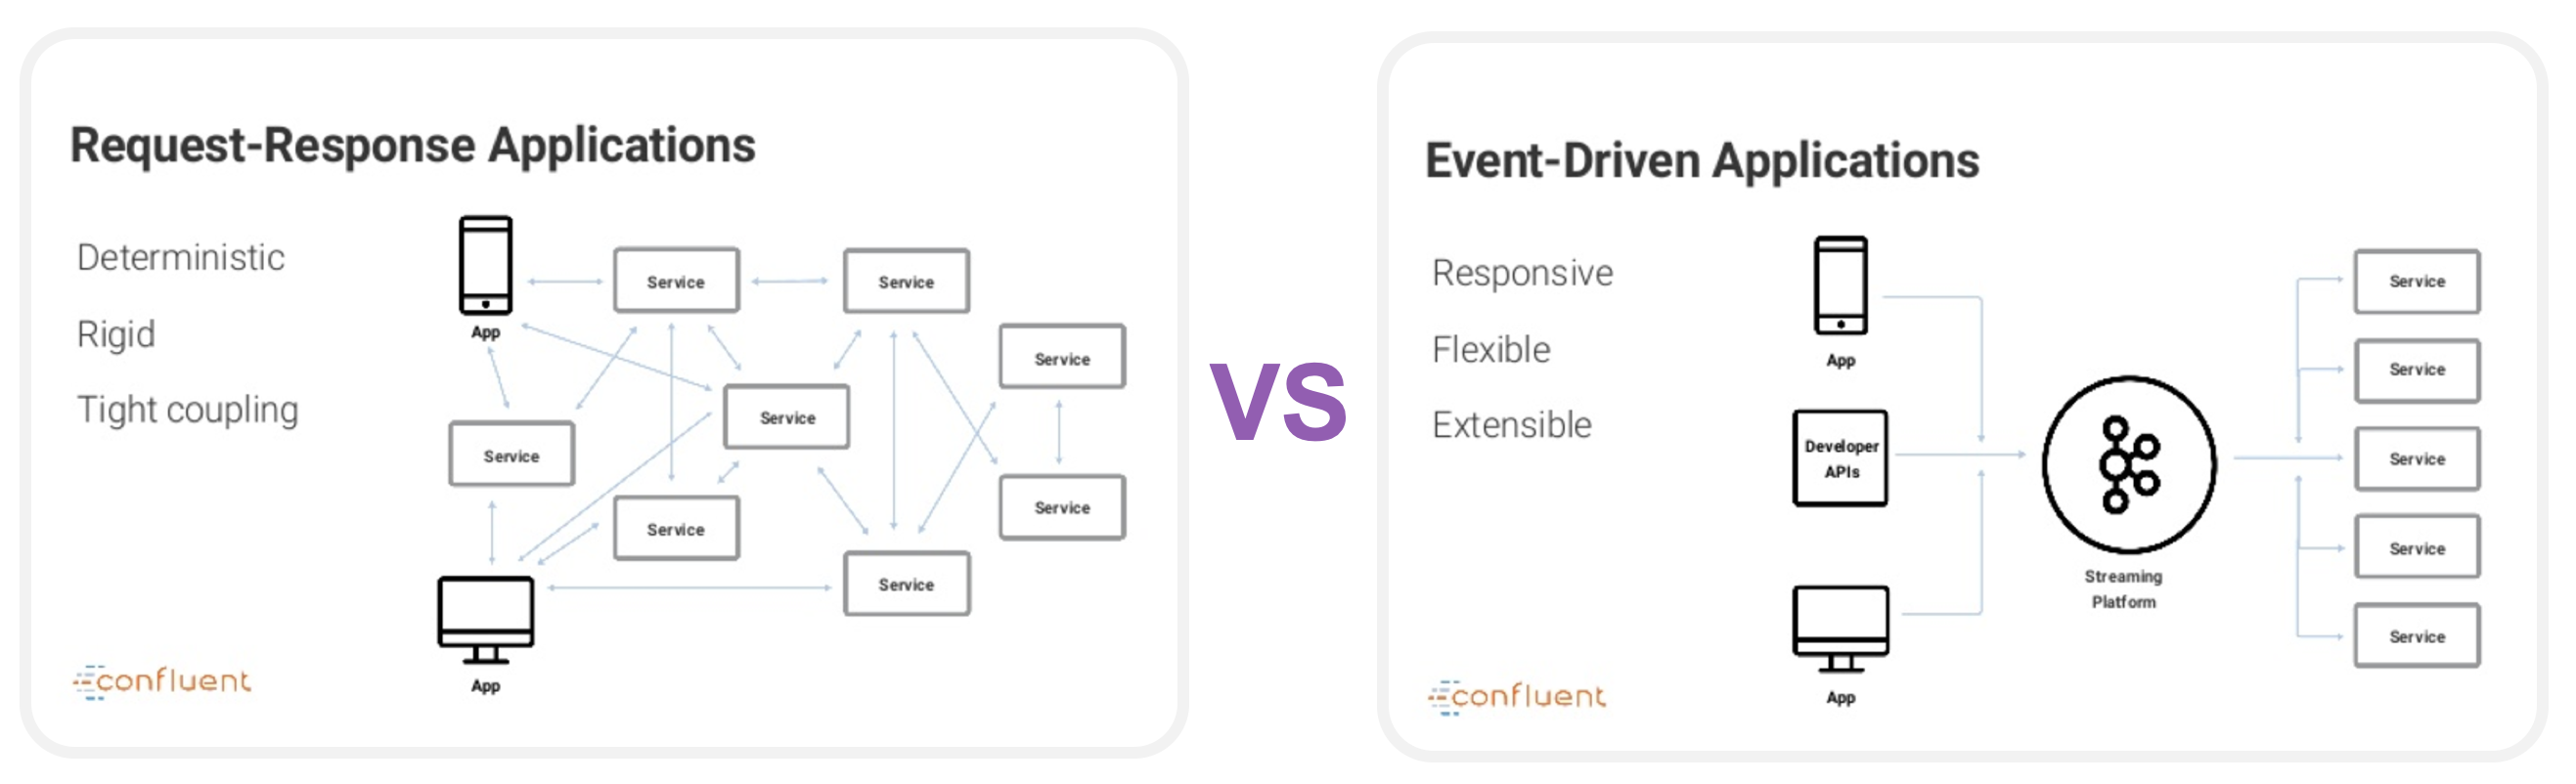 Request-Response Applications
Deterministic
Rigid
Tight coupling
App
Service
Service
Service
Service
Service
Service
Service
Service
App
confluent
VS
Event-Driven Applications
Responsive
Flexible
Extensible
App
Developer
APIs
App
Streaming
Platform
Service
Service
Service
Service
Service
confluent